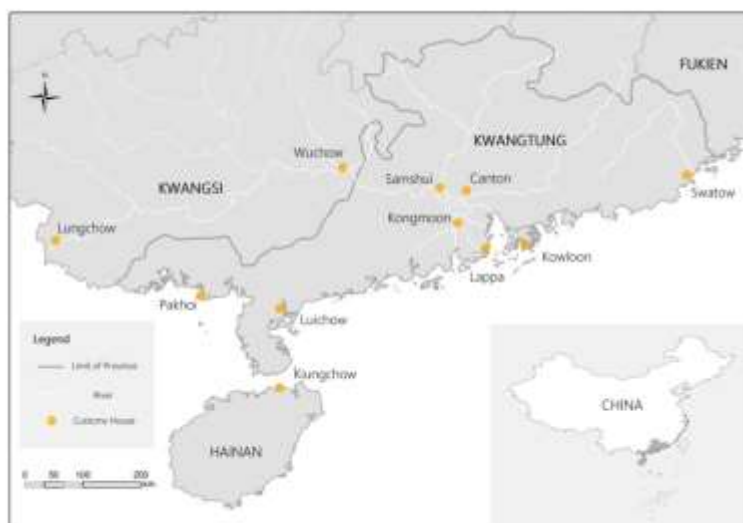 FUKIEN
N
KWANGTUNG
Wuchow
KWANGSI
Samshui
Canton
Swatow
Kongmoon
Lungchow
Kowloon
Lappa
Pakhoi
Luichow
Legend
Limit of Province
River
Customs House
Kiungchow
CHINA
HAINAN
0 50 100 200
km